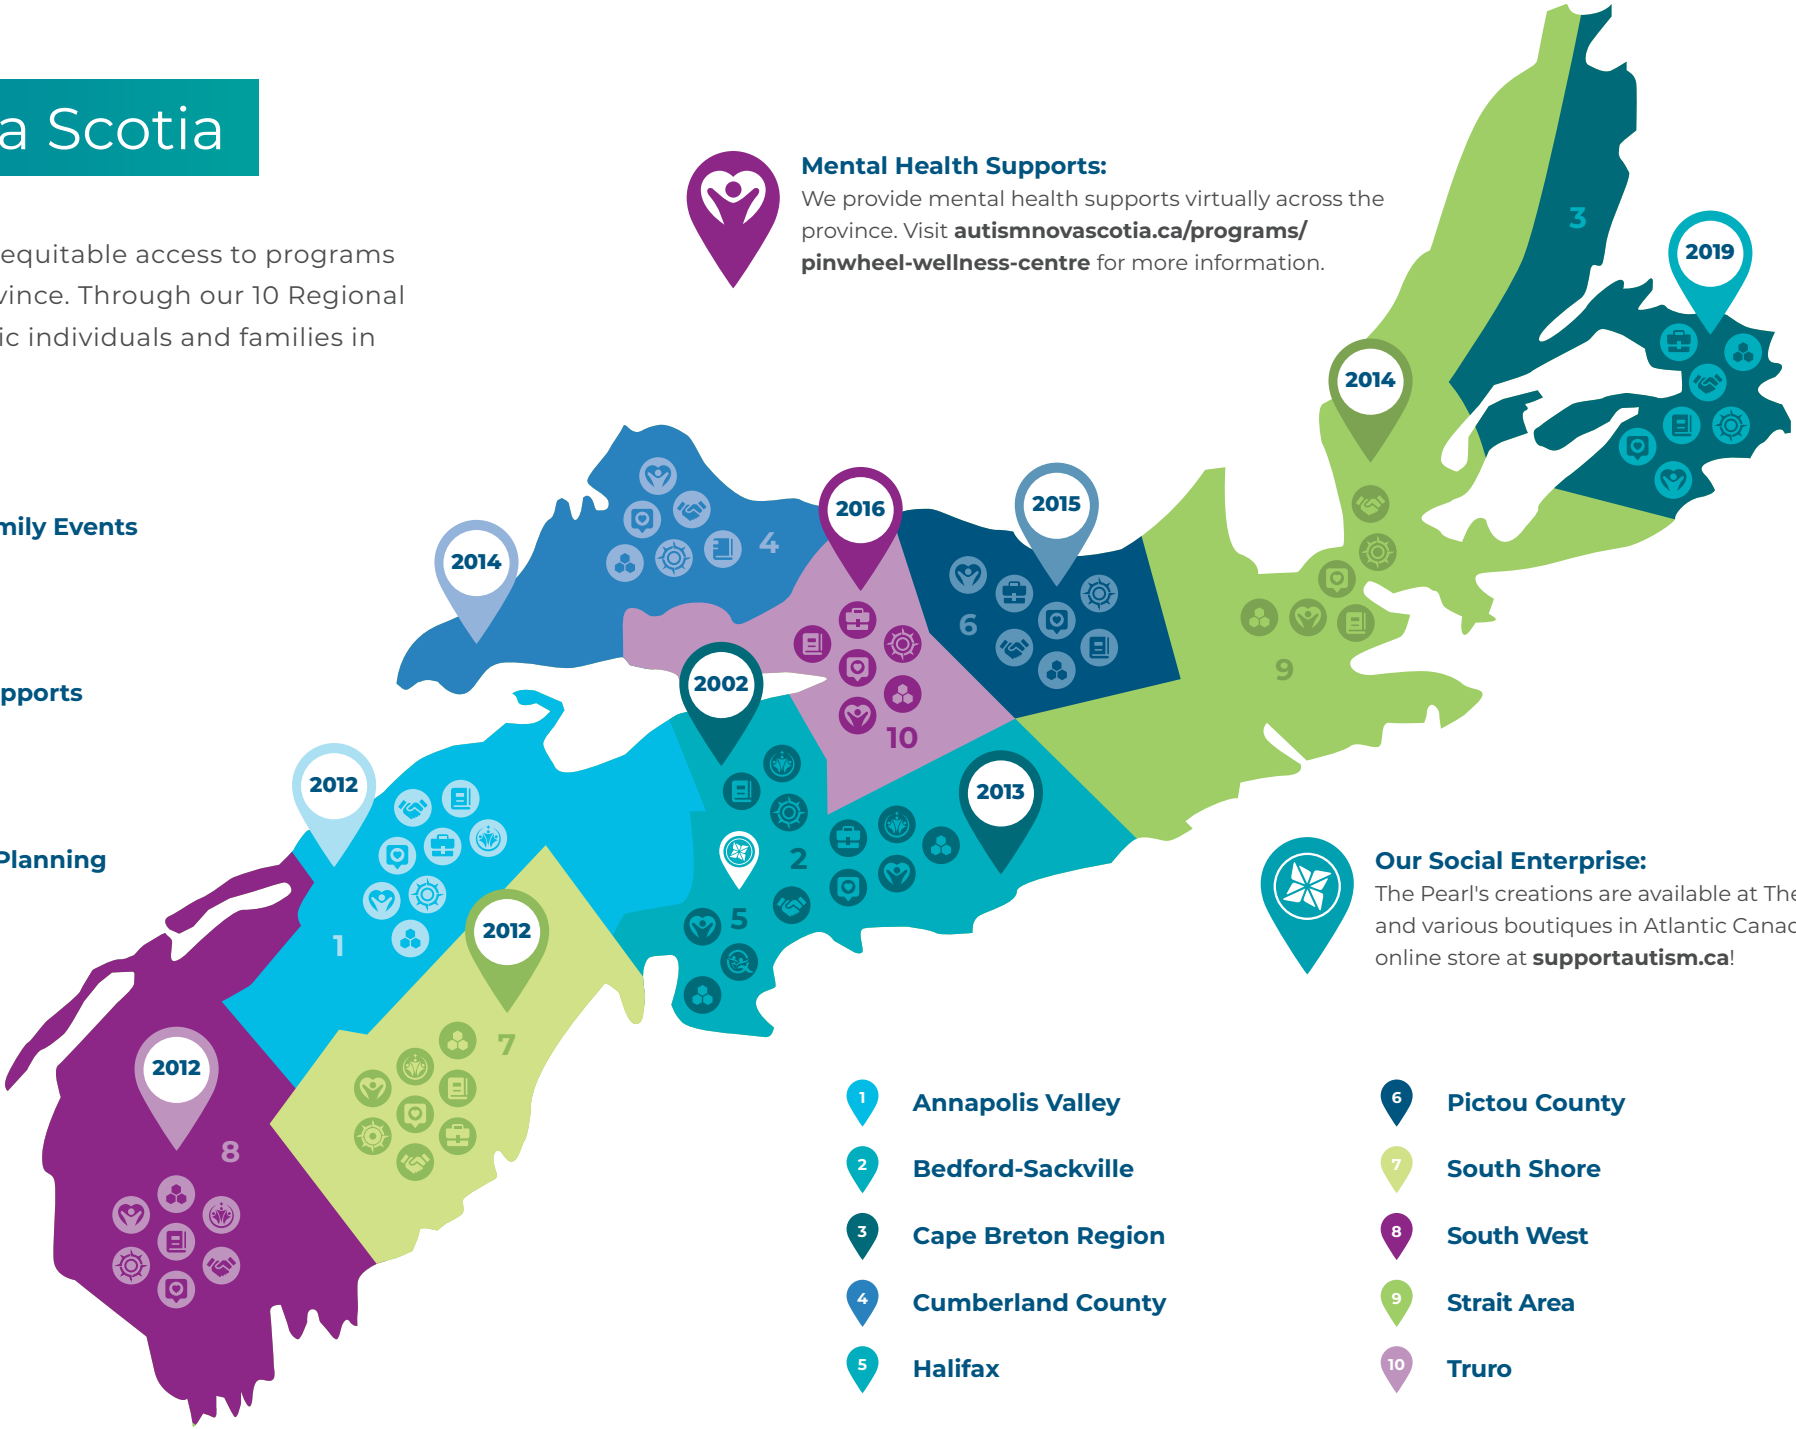 a Scotia
equitable access to programs
vince. Through our 10 Regional
ic individuals and families in
mily Events
pports
Planning
Mental Health Supports:
We provide mental health supports virtually across the
province. Visit autismnovascotia.ca/programs/
pinwheel-wellness-centre for more information.
3
2019
2014
2014
4
2016
2015
6
9
10
2002
2013
2
5
2012
1
2012
7
2012
8
Our Social Enterprise:
The Pearl's creations are available at The
and various boutiques in Atlantic Canad
online store at supportautism.ca!
1 Annapolis Valley
2 Bedford-Sackville
3 Cape Breton Region
4 Cumberland County
5 Halifax
6 Pictou County
7 South Shore
8 South West
9 Strait Area
10 Truro